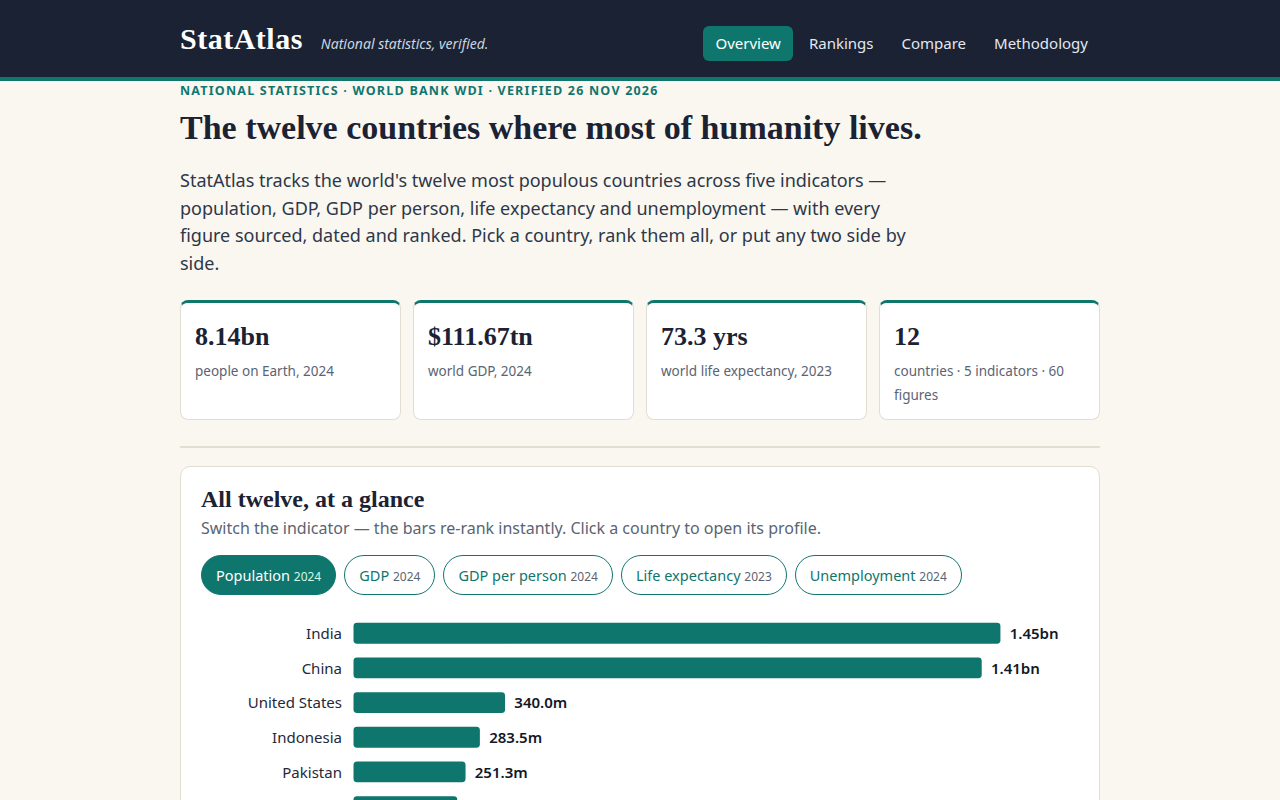 StatAtlas National statistics, verified. Overview Rankings Compare Methodology
NATIONAL STATISTICS · WORLD BANK WDI · VERIFIED 26 NOV 2026
The twelve countries where most of humanity lives.
StatAtlas tracks the world's twelve most populous countries across five indicators —
population, GDP, GDP per person, life expectancy and unemployment — with every
figure sourced, dated and ranked. Pick a country, rank them all, or put any two side by
side.
8.14bn
people on Earth, 2024
$111.67tn
world GDP, 2024
73.3 yrs
world life expectancy, 2023
12
countries · 5 indicators · 60
figures
All twelve, at a glance
Switch the indicator — the bars re-rank instantly. Click a country to open its profile.
Population 2024 GDP 2024 GDP per person 2024 Life expectancy 2023 Unemployment 2024
India 1.45bn
China 1.41bn
United States 340.0m
Indonesia 283.5m
Pakistan 251.3m